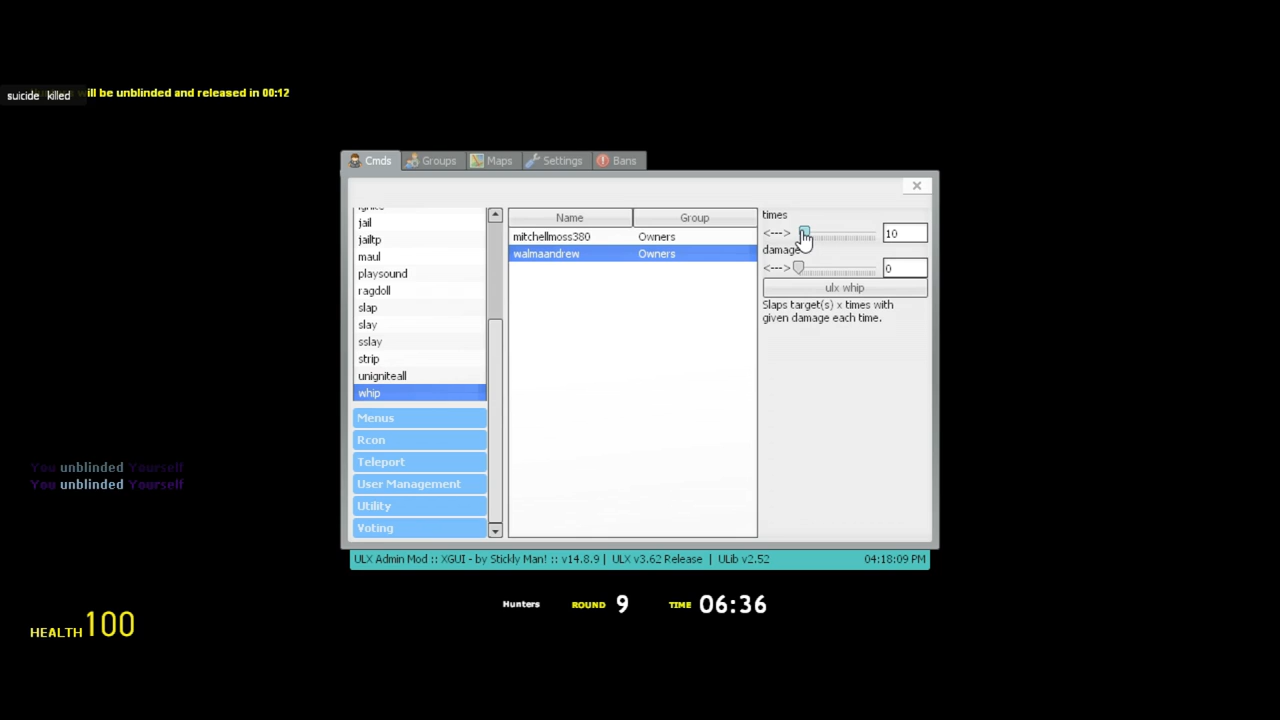 ill be unblinded and released in 00:12
suicide killed
Cmds Groups Maps Settings Bans
Name Group
times
jail
<---> 10
jailtp
mitchellmoss380 Owners
damage
maul
walmaandrew Owners
<---> 0
playsound
ulx whip
ragdoll
Slaps target(s) x times with
given damage each time.
slap
slay
sslay
strip
unigniteall
whip
Menus
Rcon
Teleport
User Management
Utility
Voting
You unblinded Yourself
You unblinded Yourself
ULX Admin Mod :: XGUI - by Stickly Man! :: v14.8.9 | ULX v3.62 Release | ULib v2.52 04:18:09 PM
Hunters ROUND 9 TIME 06:36
HEALTH 100